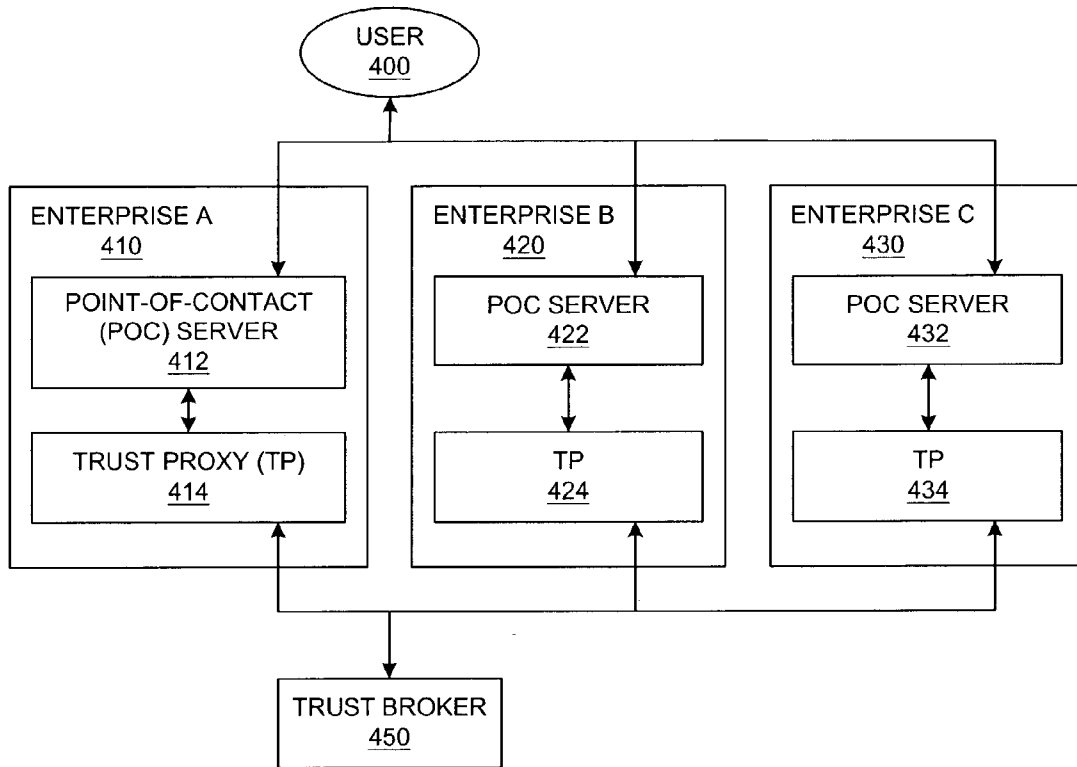 USER
400
ENTERPRISE A
410
POINT-OF-CONTACT
(POC) SERVER
412
TRUST PROXY (TP)
414
ENTERPRISE B
420
POC SERVER
422
TP
424
ENTERPRISE C
430
POC SERVER
432
TP
434
TRUST BROKER
450